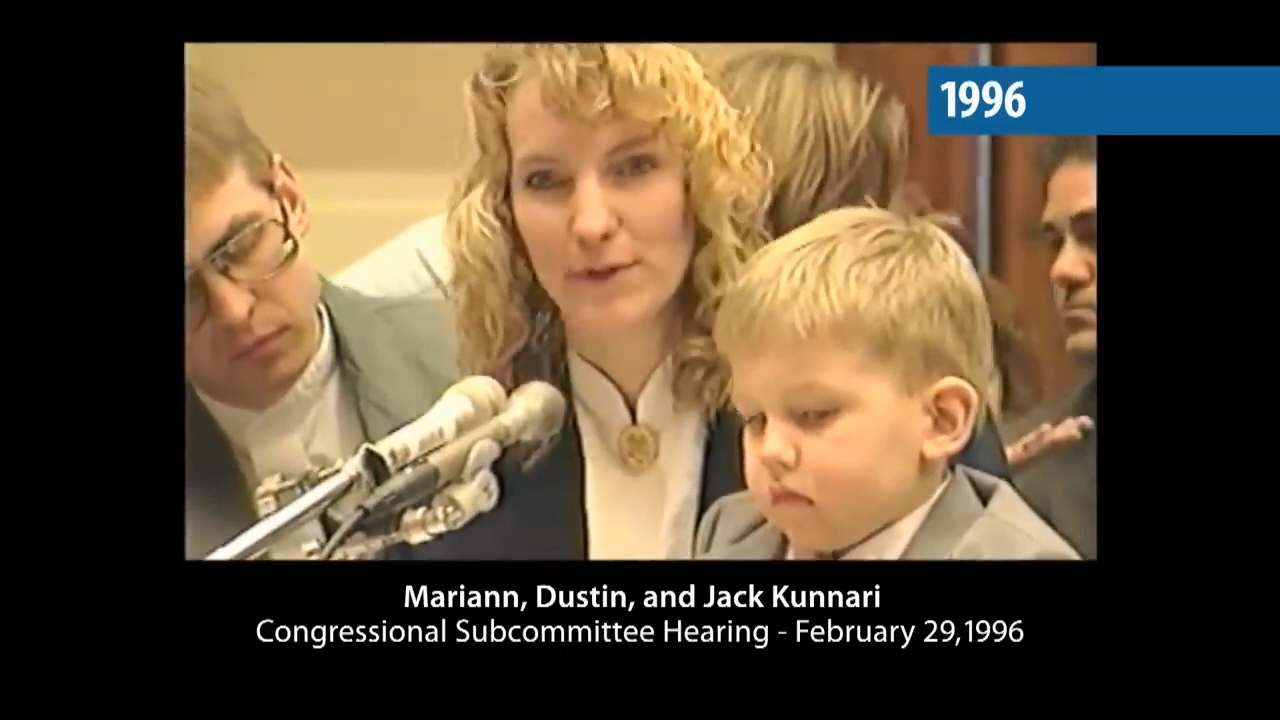 1996
Mariann, Dustin, and Jack Kunnari
Congressional Subcommittee Hearing - February 29,1996